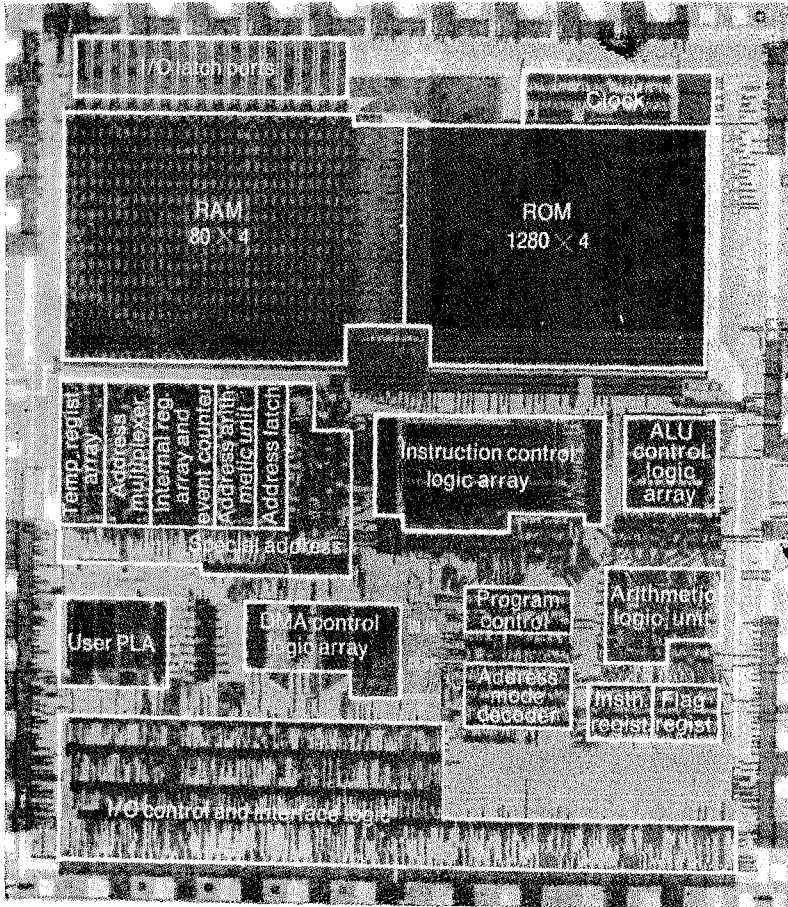 I/O latch ports
Clock
RAM
80 × 4
ROM
1280 × 4
Temp. regist.
array
Address
multiplexer
Internal reg.
array and
event counter
Address arith
metic unit
Address latch
Special address
Instruction control
logic array
ALU
control
logic
array
User PLA
DMA control
logic array
Program
control
Arithmetic
logic unit
Address
mode
decoder
Instn.
regist
Flag
regist
I/O control and interface logic